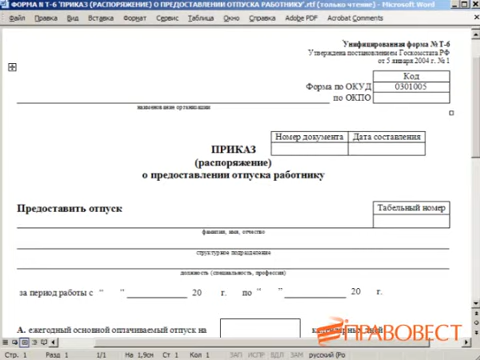 ФОРМА N Т-6 'ПРИКАЗ (РАСПОРЯЖЕНИЕ) О ПРЕДОСТАВЛЕНИИ ОТПУСКА РАБОТНИКУ'.rtf (только чтение) - Microsoft Word
Файл Правка Вид Вставка Формат Сервис Таблица Окно Справка Adobe PDF Acrobat Comments
Унифицированная форма № Т-6
Утверждена постановлением Госкомстата РФ
от 5 января 2004 г. № 1
Код
Форма по ОКУД 0301005
по ОКПО
наименование организации
Номер документа Дата составления
ПРИКАЗ
(распоряжение)
о предоставлении отпуска работнику
Предоставить отпуск Табельный номер
фамилия, имя, отчество
структурное подразделение
должность (специальность, профессия)
за период работы с “ ” 20 г. по “ ” 20 г.
А. ежегодный основной оплачиваемый отпуск на календарных дней
ПРАВОВЕСТ
Стр. 1 Разд 1 1/1 На 1,9см Ст 1 Кол 1 ЗАП ИСПР ВДЛ ЗАМ русский (Ро